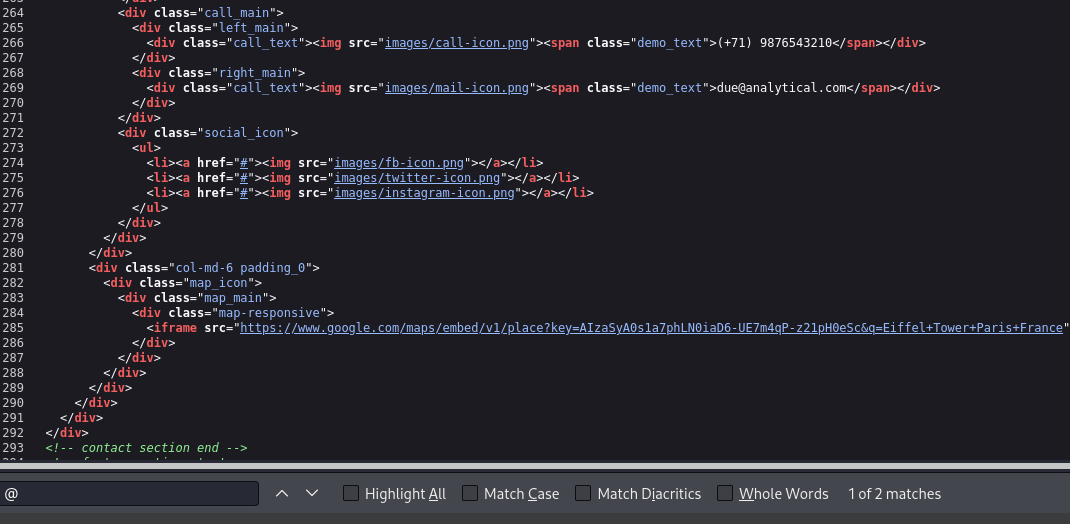 264 <div class="call_main">
265 <div class="left_main">
266 <div class="call_text"><img src="images/call-icon.png"><span class="demo_text">(+71) 9876543210</span></div>
267 </div>
268 <div class="right_main">
269 <div class="call_text"><img src="images/mail-icon.png"><span class="demo_text">due@analytical.com</span></div>
270 </div>
271 </div>
272 <div class="social_icon">
273 <ul>
274 <li><a href="#"><img src="images/fb-icon.png"></a></li>
275 <li><a href="#"><img src="images/twitter-icon.png"></a></li>
276 <li><a href="#"><img src="images/instagram-icon.png"></a></li>
277 </ul>
278 </div>
279 </div>
280 </div>
281 <div class="col-md-6 padding_0">
282 <div class="map_icon">
283 <div class="map_main">
284 <div class="map-responsive">
285 <iframe src="https://www.google.com/maps/embed/v1/place?key=AIzaSyA0s1a7phLN0iaD6-UE7m4qP-z21pH0eSc&q=Eiffel+Tower+Paris+France"
286 </div>
287 </div>
288 </div>
289 </div>
290 </div>
291 </div>
292 </div>
293 <!-- contact section end -->
@ Highlight All Match Case Match Diacritics Whole Words 1 of 2 matches